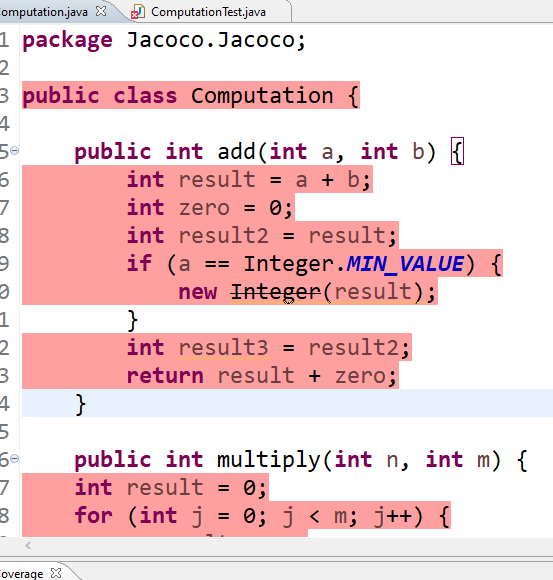 omputation.java ComputationTest.java
1 package Jacoco.Jacoco;
2
3 public class Computation {
4
5 public int add(int a, int b) {
6 int result = a + b;
7 int zero = 0;
8 int result2 = result;
9 if (a == Integer.MIN_VALUE) {
0 new Integer(result);
1 }
2 int result3 = result2;
3 return result + zero;
4 }
5
6 public int multiply(int n, int m) {
7 int result = 0;
8 for (int j = 0; j < m; j++) {
overage